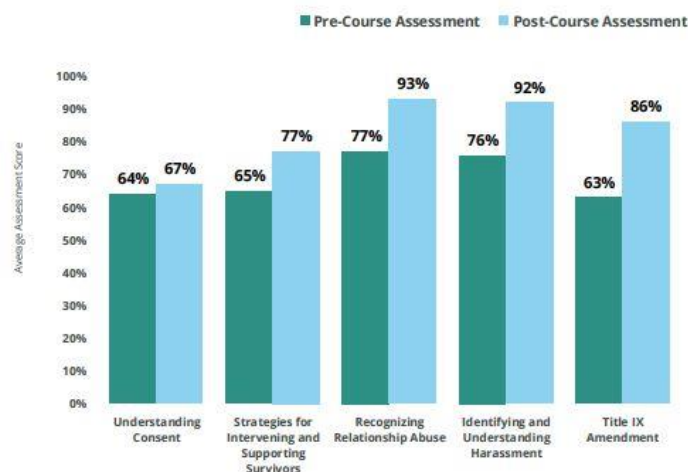 Pre-Course Assessment Post-Course Assessment
Average Assessment Score
100%
90%
80%
70%
60%
50%
40%
30%
20%
10%
0%
64% 67%
65% 77%
77% 93%
76% 92%
63% 86%
Understanding
Consent
Strategies for
Intervening and
Supporting
Survivors
Recognizing
Relationship Abuse
Identifying and
Understanding
Harassment
Title IX
Amendment